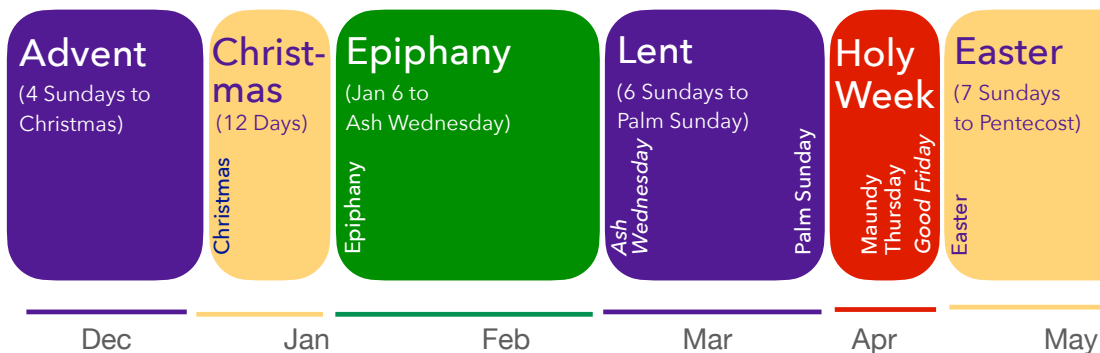 Advent
(4 Sundays to
Christmas)
Christ-
mas
(12 Days)
Christmas
Epiphany
(Jan 6 to
Ash Wednesday)
Epiphany
Lent
(6 Sundays to
Palm Sunday)
Ash
Wednesday
Palm Sunday
Holy
Week
Maundy
Thursday
Good Friday
Easter
(7 Sundays
to Pentecost)
Easter
Dec
Jan
Feb
Mar
Apr
May